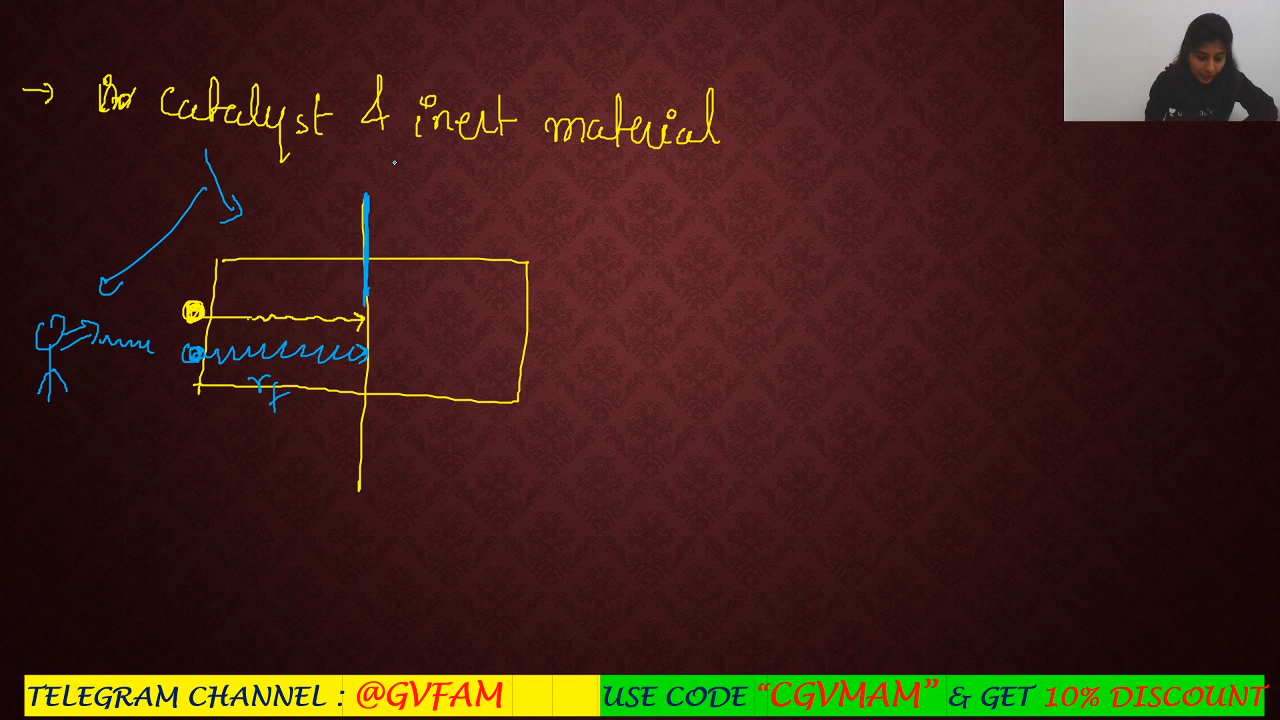 → catalyst & inert material
rf
TELEGRAM CHANNEL : @GVFAM USE CODE “CGVMAM” & GET 10% DISCOUNT